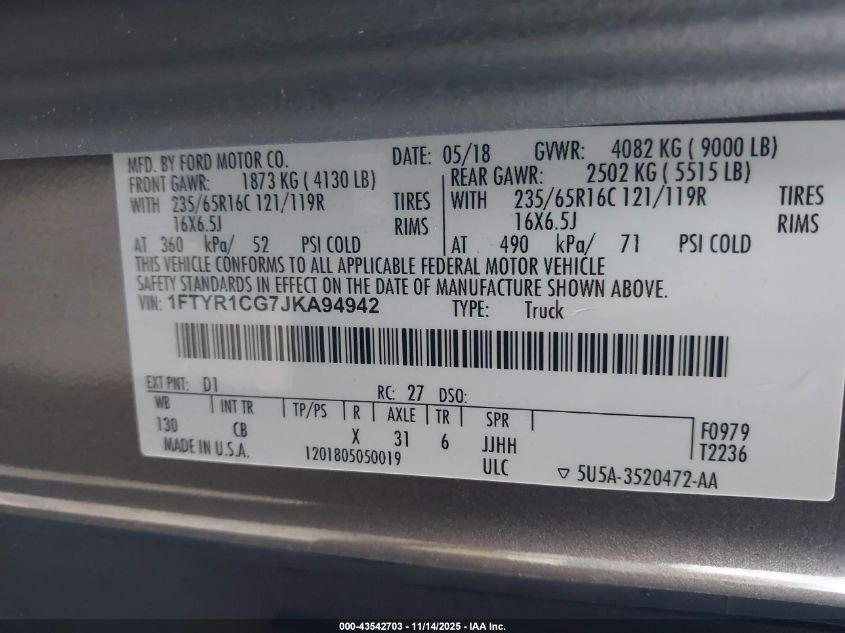 MFD. BY FORD MOTOR CO. DATE: 05/18 GVWR: 4082 KG ( 9000 LB)
FRONT GAWR: 1873 KG ( 4130 LB) REAR GAWR: 2502 KG ( 5515 LB)
WITH 235/65R16C 121/119R TIRES WITH 235/65R16C 121/119R TIRES
16X6.5J RIMS 16X6.5J RIMS
AT 360 kPa/ 52 PSI COLD AT 490 kPa/ 71 PSI COLD
THIS VEHICLE CONFORMS TO ALL APPLICABLE FEDERAL MOTOR VEHICLE
SAFETY STANDARDS IN EFFECT ON THE DATE OF MANUFACTURE SHOWN ABOVE.
VIN: 1FTYR1CG7JKA94942 TYPE: Truck
EXT PNT: D1 RC: 27 DSO:
WB INT TR TP/PS R AXLE TR SPR
130 CB X 31 6 JJHH F0979
MADE IN U.S.A. 1201805050019 ULC T2236
▽ 5U5A-3520472-AA
000-43542703 - 11/14/2025 - IAA Inc.